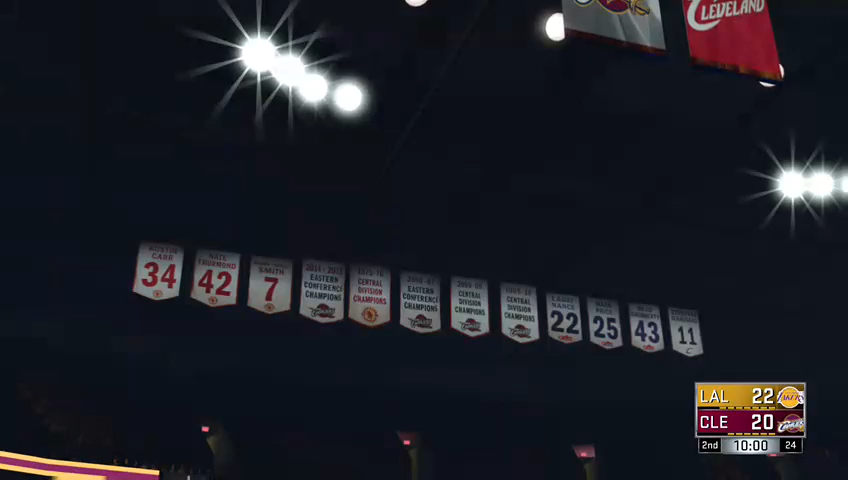 CLEVELAND
AUSTIN
CARR
34
NATE
THURMOND
42
SMITH
7
EASTERN
CONFERENCE
CHAMPIONS
CENTRAL
DIVISION
CHAMPIONS
EASTERN
CONFERENCE
CHAMPIONS
CENTRAL
DIVISION
CHAMPIONS
CENTRAL
DIVISION
CHAMPIONS
LARRY
NANCE
22
MARK
PRICE
25
43
11
LAL 22
CLE 20
2nd 10:00 24